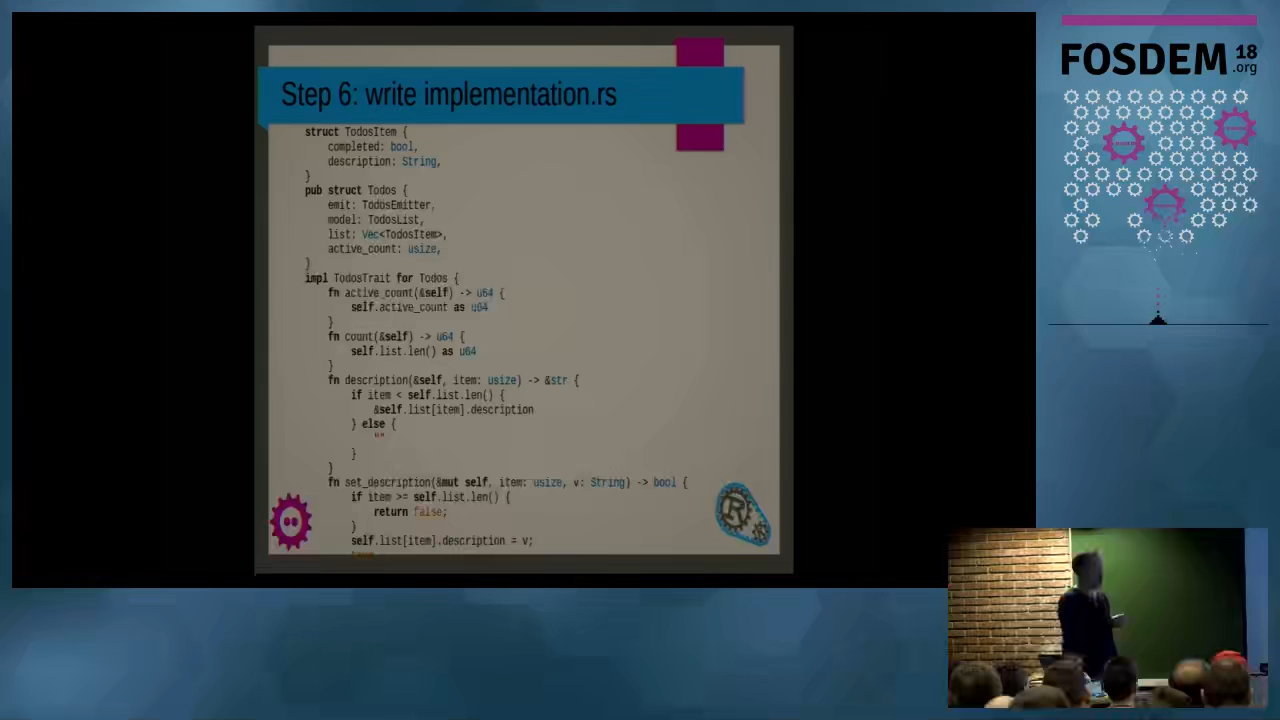 Step 6: write implementation.rs
struct TodosItem {
completed: bool,
description: String,
}
pub struct Todos {
emit: TodosEmitter,
model: TodosList,
list: Vec<TodosItem>,
active_count: usize,
}
impl TodosTrait for Todos {
fn active_count(&self) -> u64 {
self.active_count as u64
}
fn count(&self) -> u64 {
self.list.len() as u64
}
fn description(&self, item: usize) -> &str {
if item < self.list.len() {
&self.list[item].description
} else {
""
}
}
fn set_description(&mut self, item: usize, v: String) -> bool {
if item >= self.list.len() {
return false;
}
self.list[item].description = v;
R
FOSDEM 18
.org